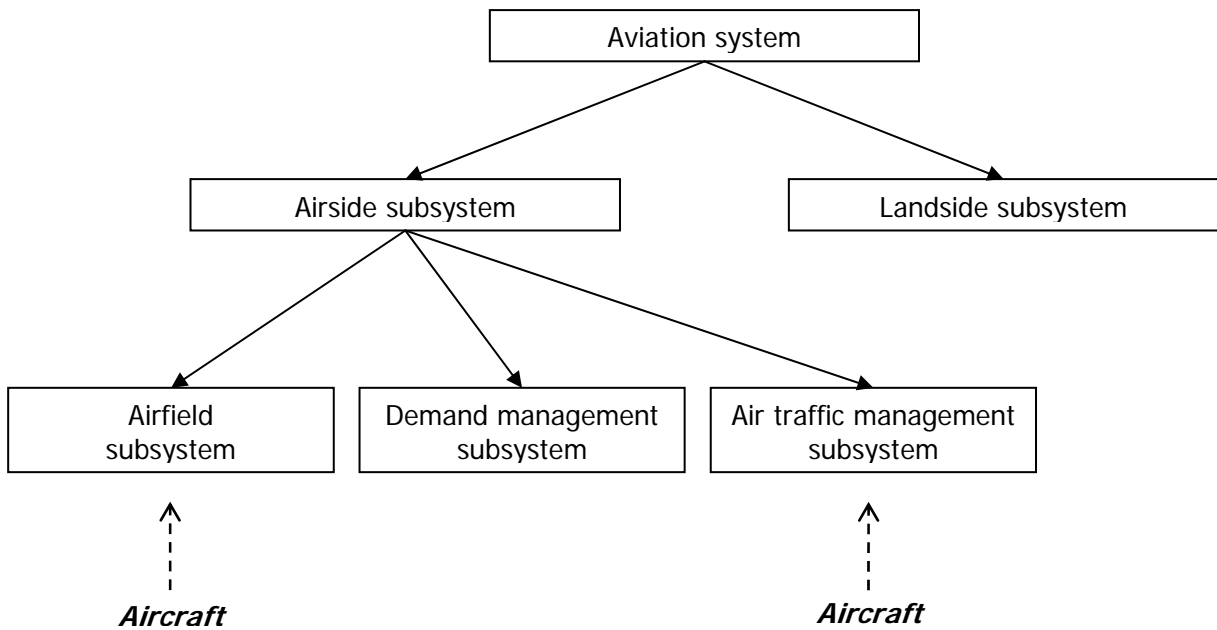 Aviation system
Airside subsystem
Landside subsystem
Airfield
subsystem
Demand management
subsystem
Air traffic management
subsystem
Aircraft
Aircraft